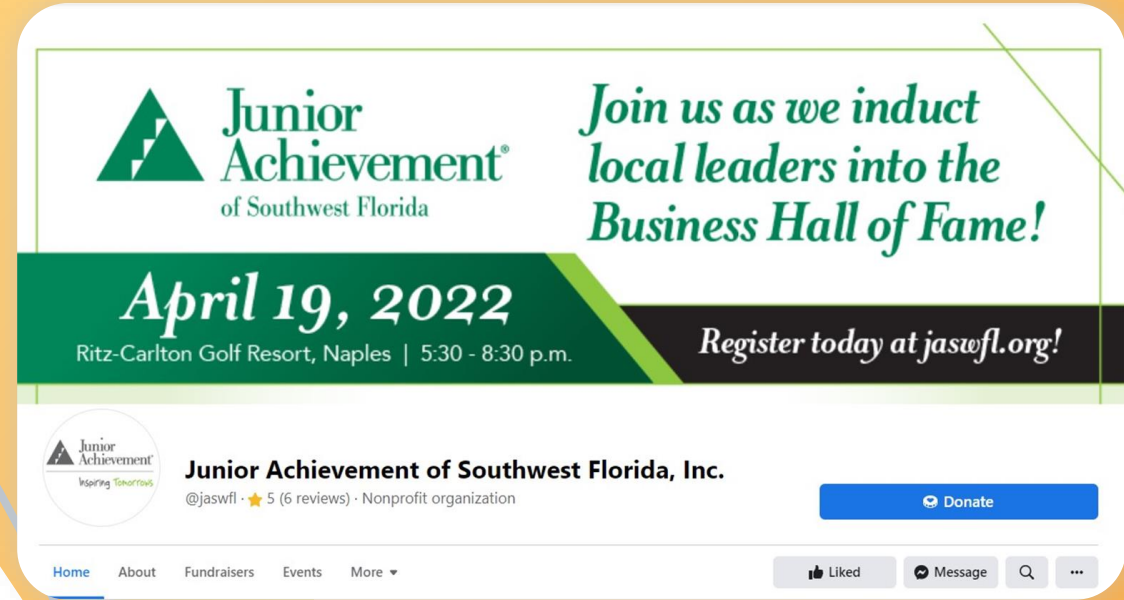 Junior
Achievement®
of Southwest Florida
Join us as we induct
local leaders into the
Business Hall of Fame!
April 19, 2022
Ritz-Carlton Golf Resort, Naples | 5:30 - 8:30 p.m.
Register today at jaswfl.org!
Junior
Achievement®
Inspiring Tomorrows
Junior Achievement of Southwest Florida, Inc.
@jaswfl · 5 (6 reviews) · Nonprofit organization
Donate
Home About Fundraisers Events More
Liked Message